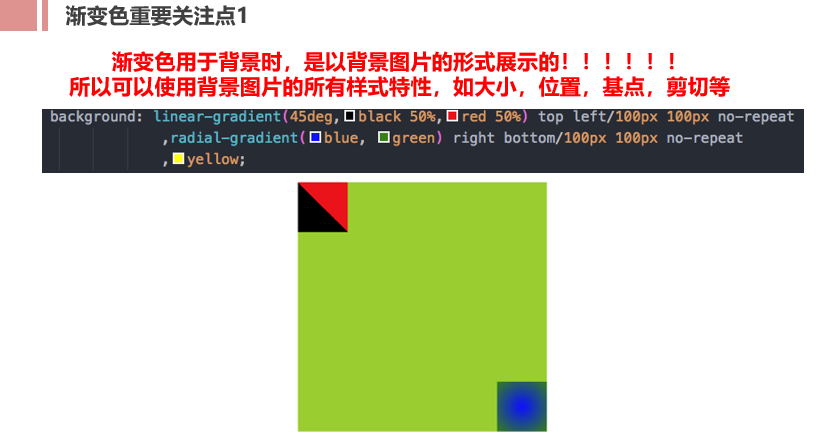 渐变色重要关注点1
渐变色用于背景时，是以背景图片的形式展示的！！！！！！
所以可以使用背景图片的所有样式特性，如大小，位置，基点，剪切等
background: linear-gradient(45deg,black 50%,red 50%) top left/100px 100px no-repeat
,radial-gradient(blue, green) right bottom/100px 100px no-repeat
,yellow;